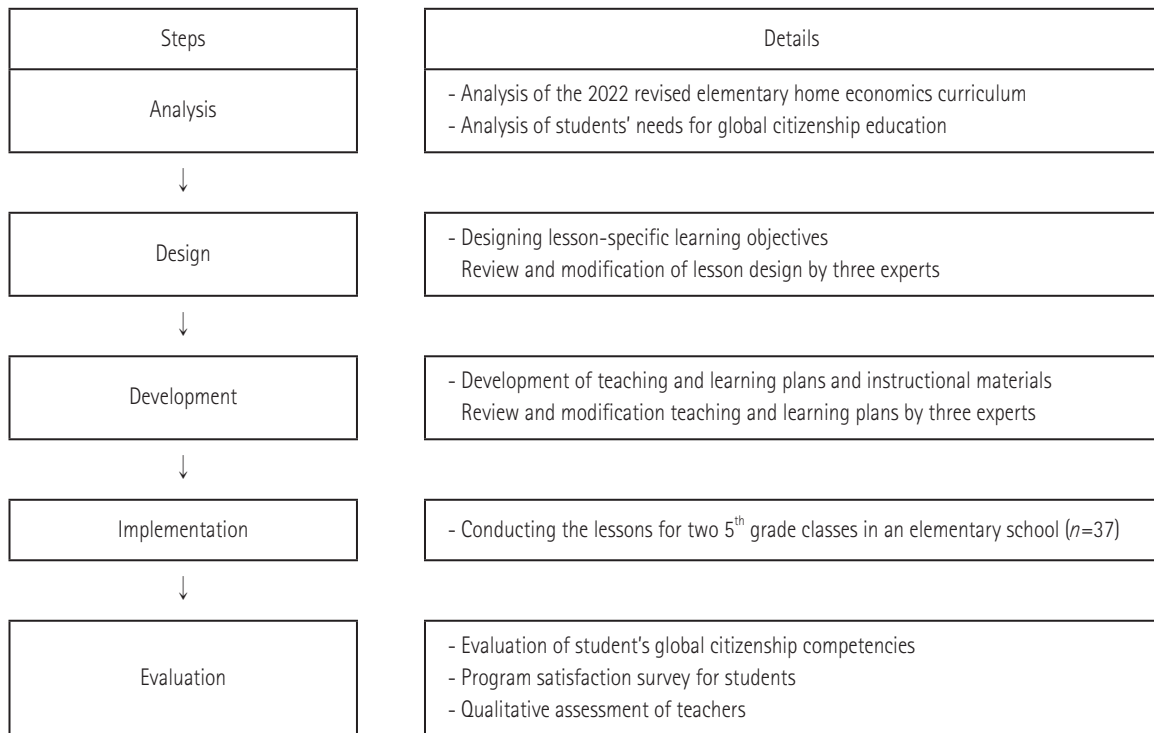 Steps
Details
Analysis
- Analysis of the 2022 revised elementary home economics curriculum
- Analysis of students' needs for global citizenship education
↓
Design
- Designing lesson-specific learning objectives
Review and modification of lesson design by three experts
↓
Development
- Development of teaching and learning plans and instructional materials
Review and modification teaching and learning plans by three experts
↓
Implementation
- Conducting the lessons for two 5th grade classes in an elementary school (n=37)
↓
Evaluation
- Evaluation of student's global citizenship competencies
- Program satisfaction survey for students
- Qualitative assessment of teachers